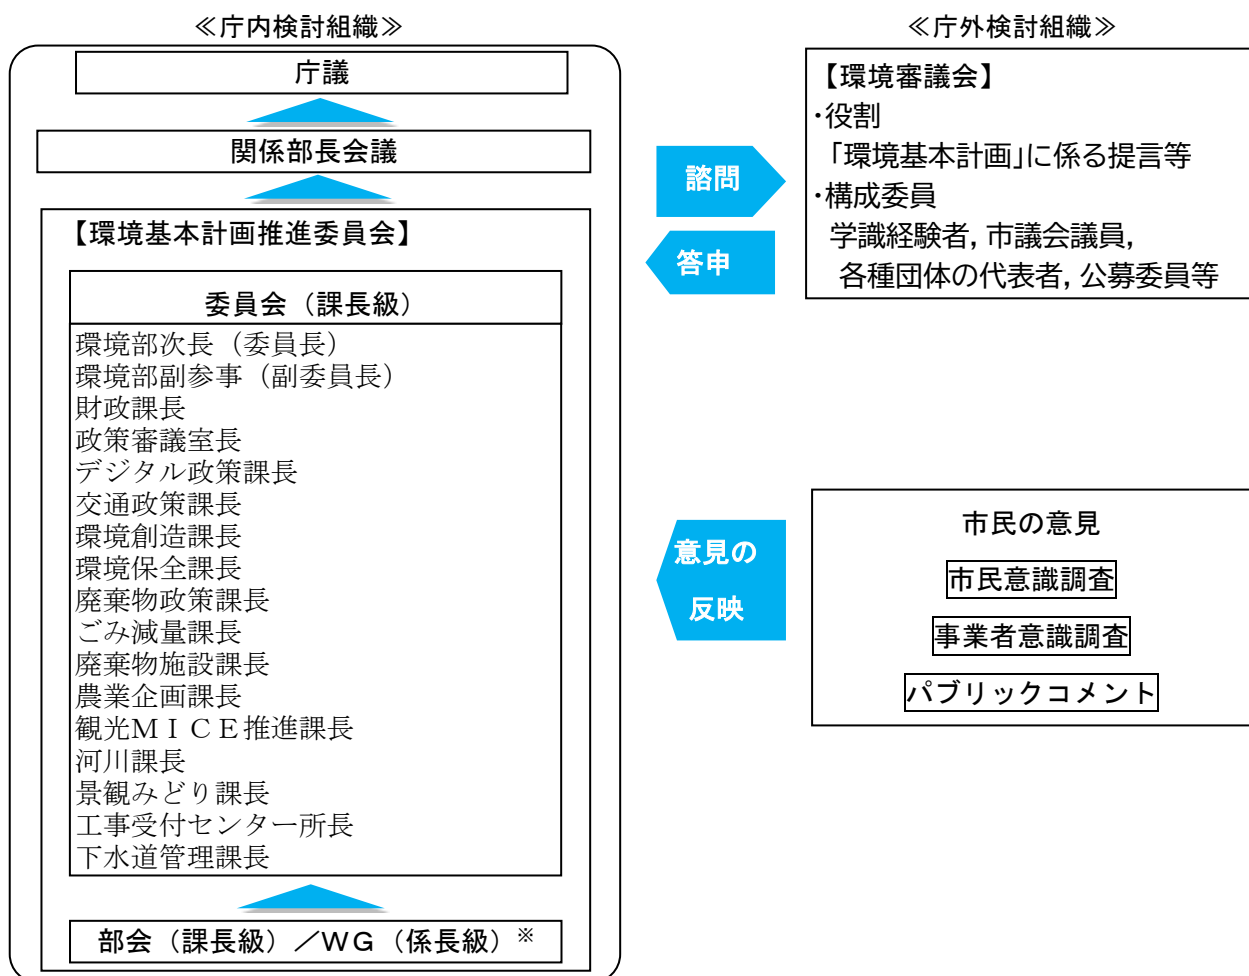 ≪庁内検討組織≫
庁議
関係部長会議
【環境基本計画推進委員会】
委員会（課長級）
環境部次長（委員長）
環境部副参事（副委員長）
財政課長
政策審議室長
デジタル政策課長
交通政策課長
環境創造課長
環境保全課長
廃棄物政策課長
ごみ減量課長
廃棄物施設課長
農業企画課長
観光ＭＩＣＥ推進課長
河川課長
景観みどり課長
工事受付センター所長
下水道管理課長
部会（課長級）／ＷＧ（係長級）※
諮問
答申
意見の
反映
≪庁外検討組織≫
【環境審議会】
・役割
「環境基本計画」に係る提言等
・構成委員
学識経験者，市議会議員，
各種団体の代表者，公募委員等
市民の意見
市民意識調査
事業者意識調査
パブリックコメント